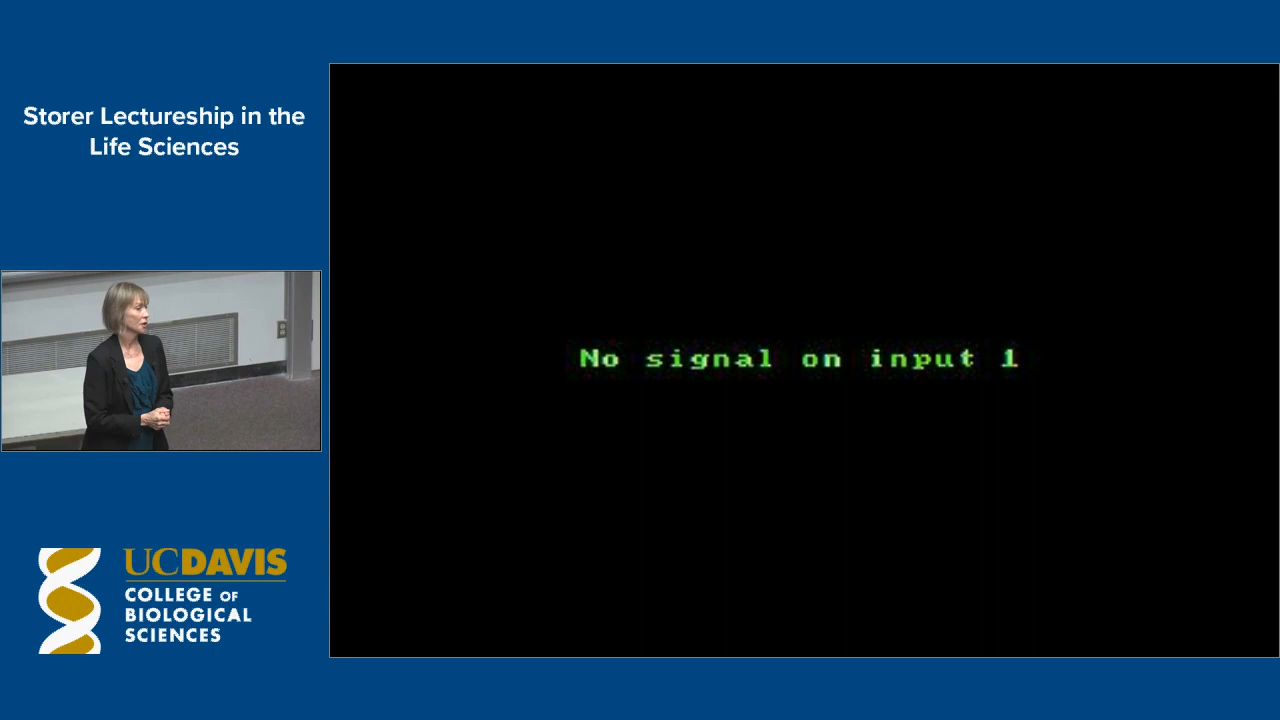 Storer Lectureship in the
Life Sciences
No signal on input 1
UCDAVIS
COLLEGE OF
BIOLOGICAL
SCIENCES